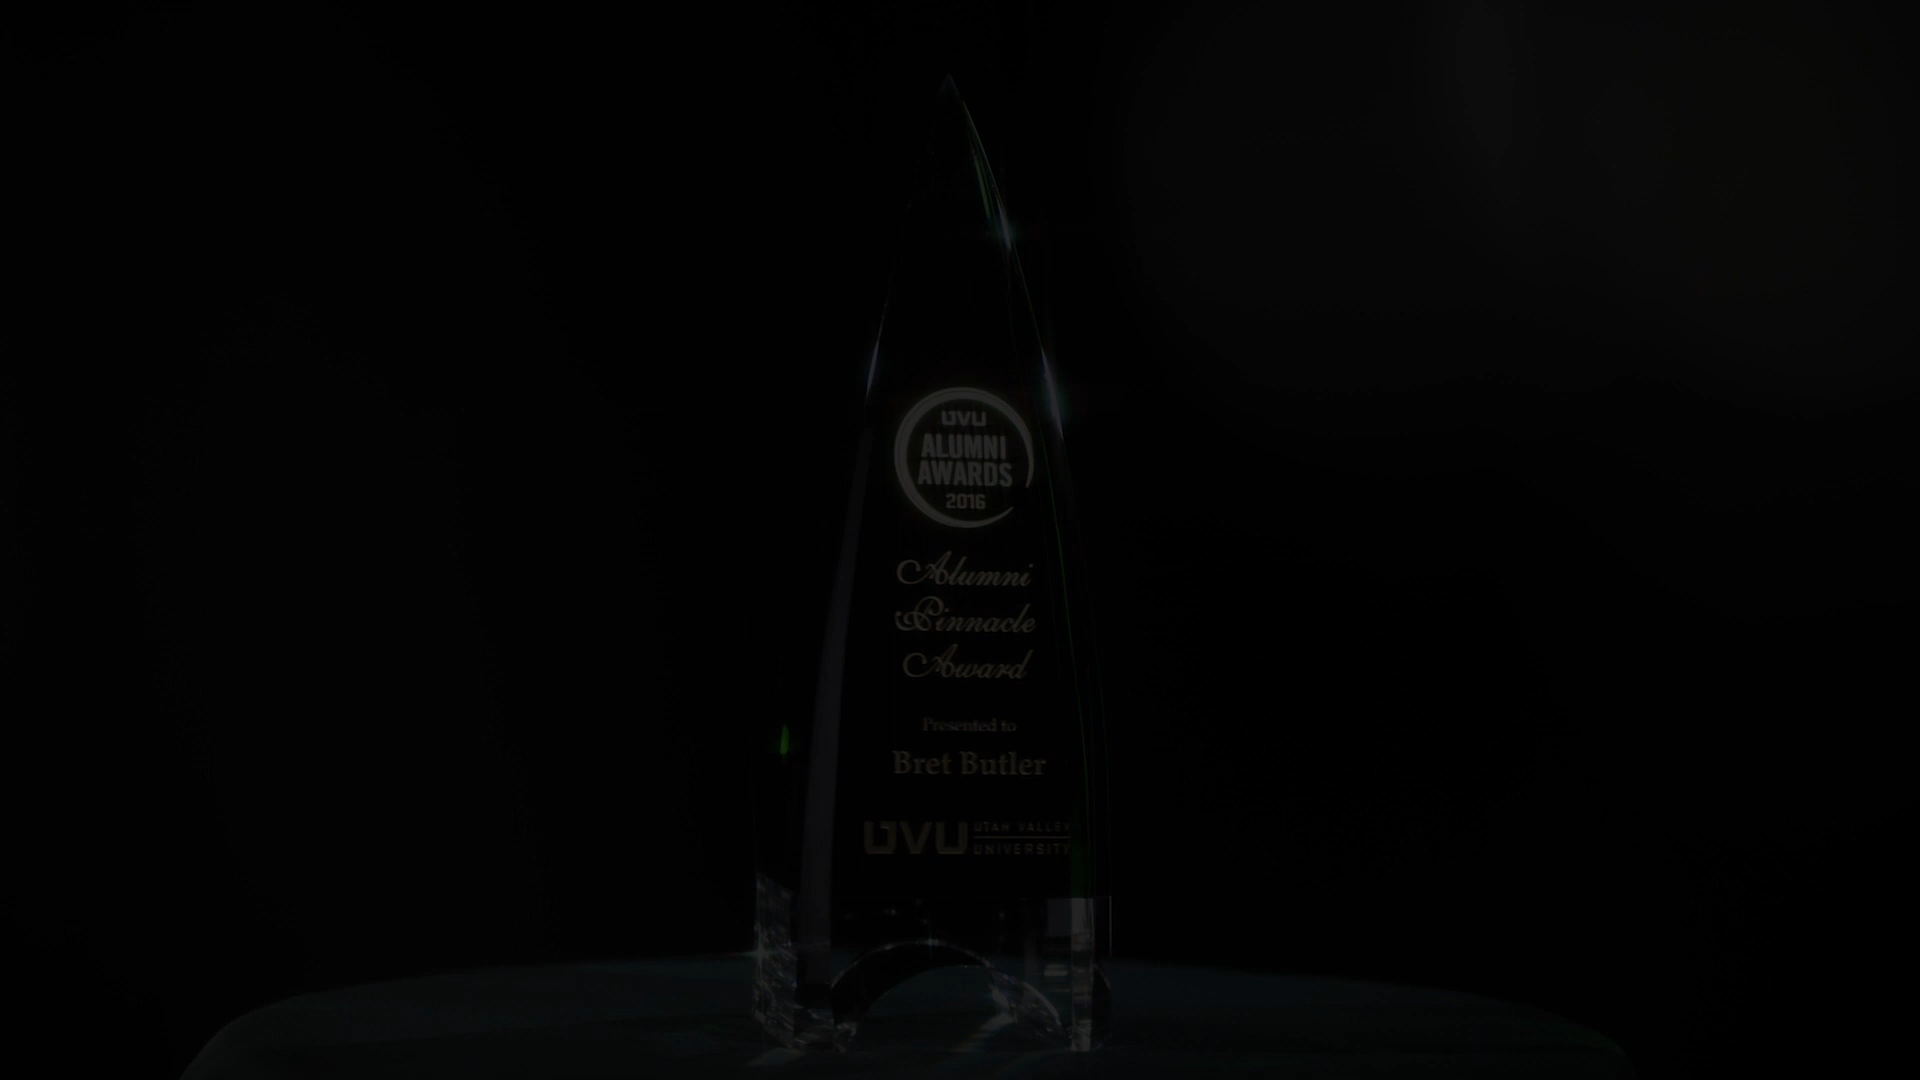 UVU
ALUMNI
AWARDS
2016
Alumni
Pinnacle
Award
Presented to
Bret Butler
UVU UTAH VALLEY
UNIVERSITY